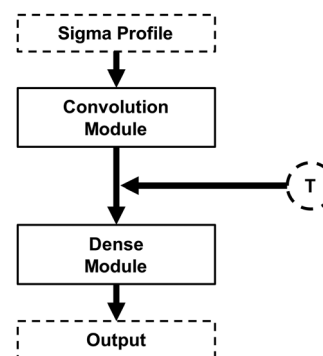 Sigma Profile
Convolution
Module
T
Dense
Module
Output